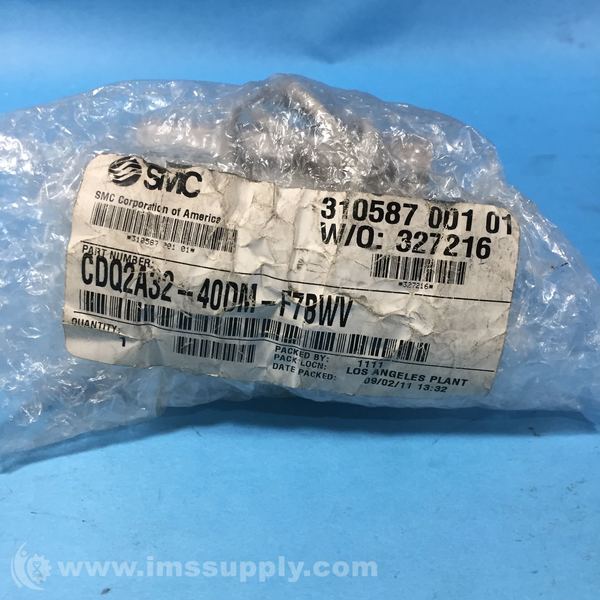 SMC
SMC Corporation of America
*310587 001 01*
310587 001 01
W/O: 327216
*327216*
PART NUMBER:
CDQ2A32--40DM-F7BWV
QUANTITY:
1
PACKED BY: 1111
PACK LOCN: LOS ANGELES PLANT
DATE PACKED: 09/02/11 13:32
www.imssupply.com